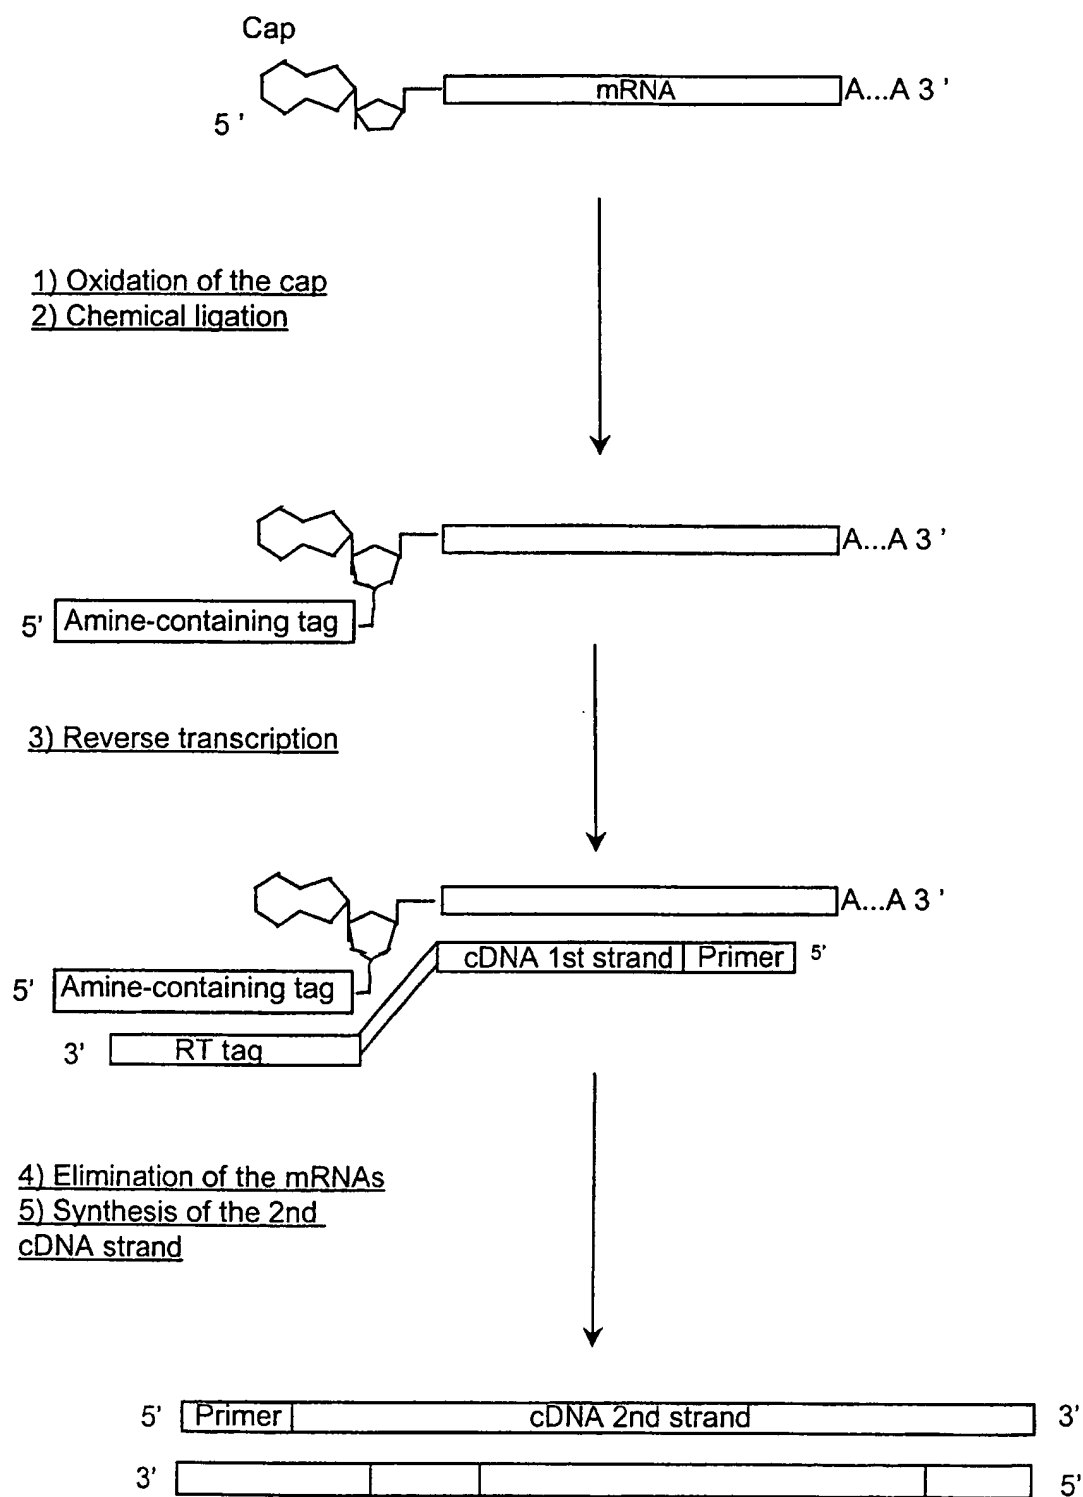 Cap
mRNA
A...A 3 '
5 '
1) Oxidation of the cap
2) Chemical ligation
A...A 3 '
5' Amine-containing tag
3) Reverse transcription
A...A 3 '
cDNA 1st strand Primer 5'
5' Amine-containing tag
3' RT tag
4) Elimination of the mRNAs
5) Synthesis of the 2nd
cDNA strand
5' Primer cDNA 2nd strand 3'
3' 5'